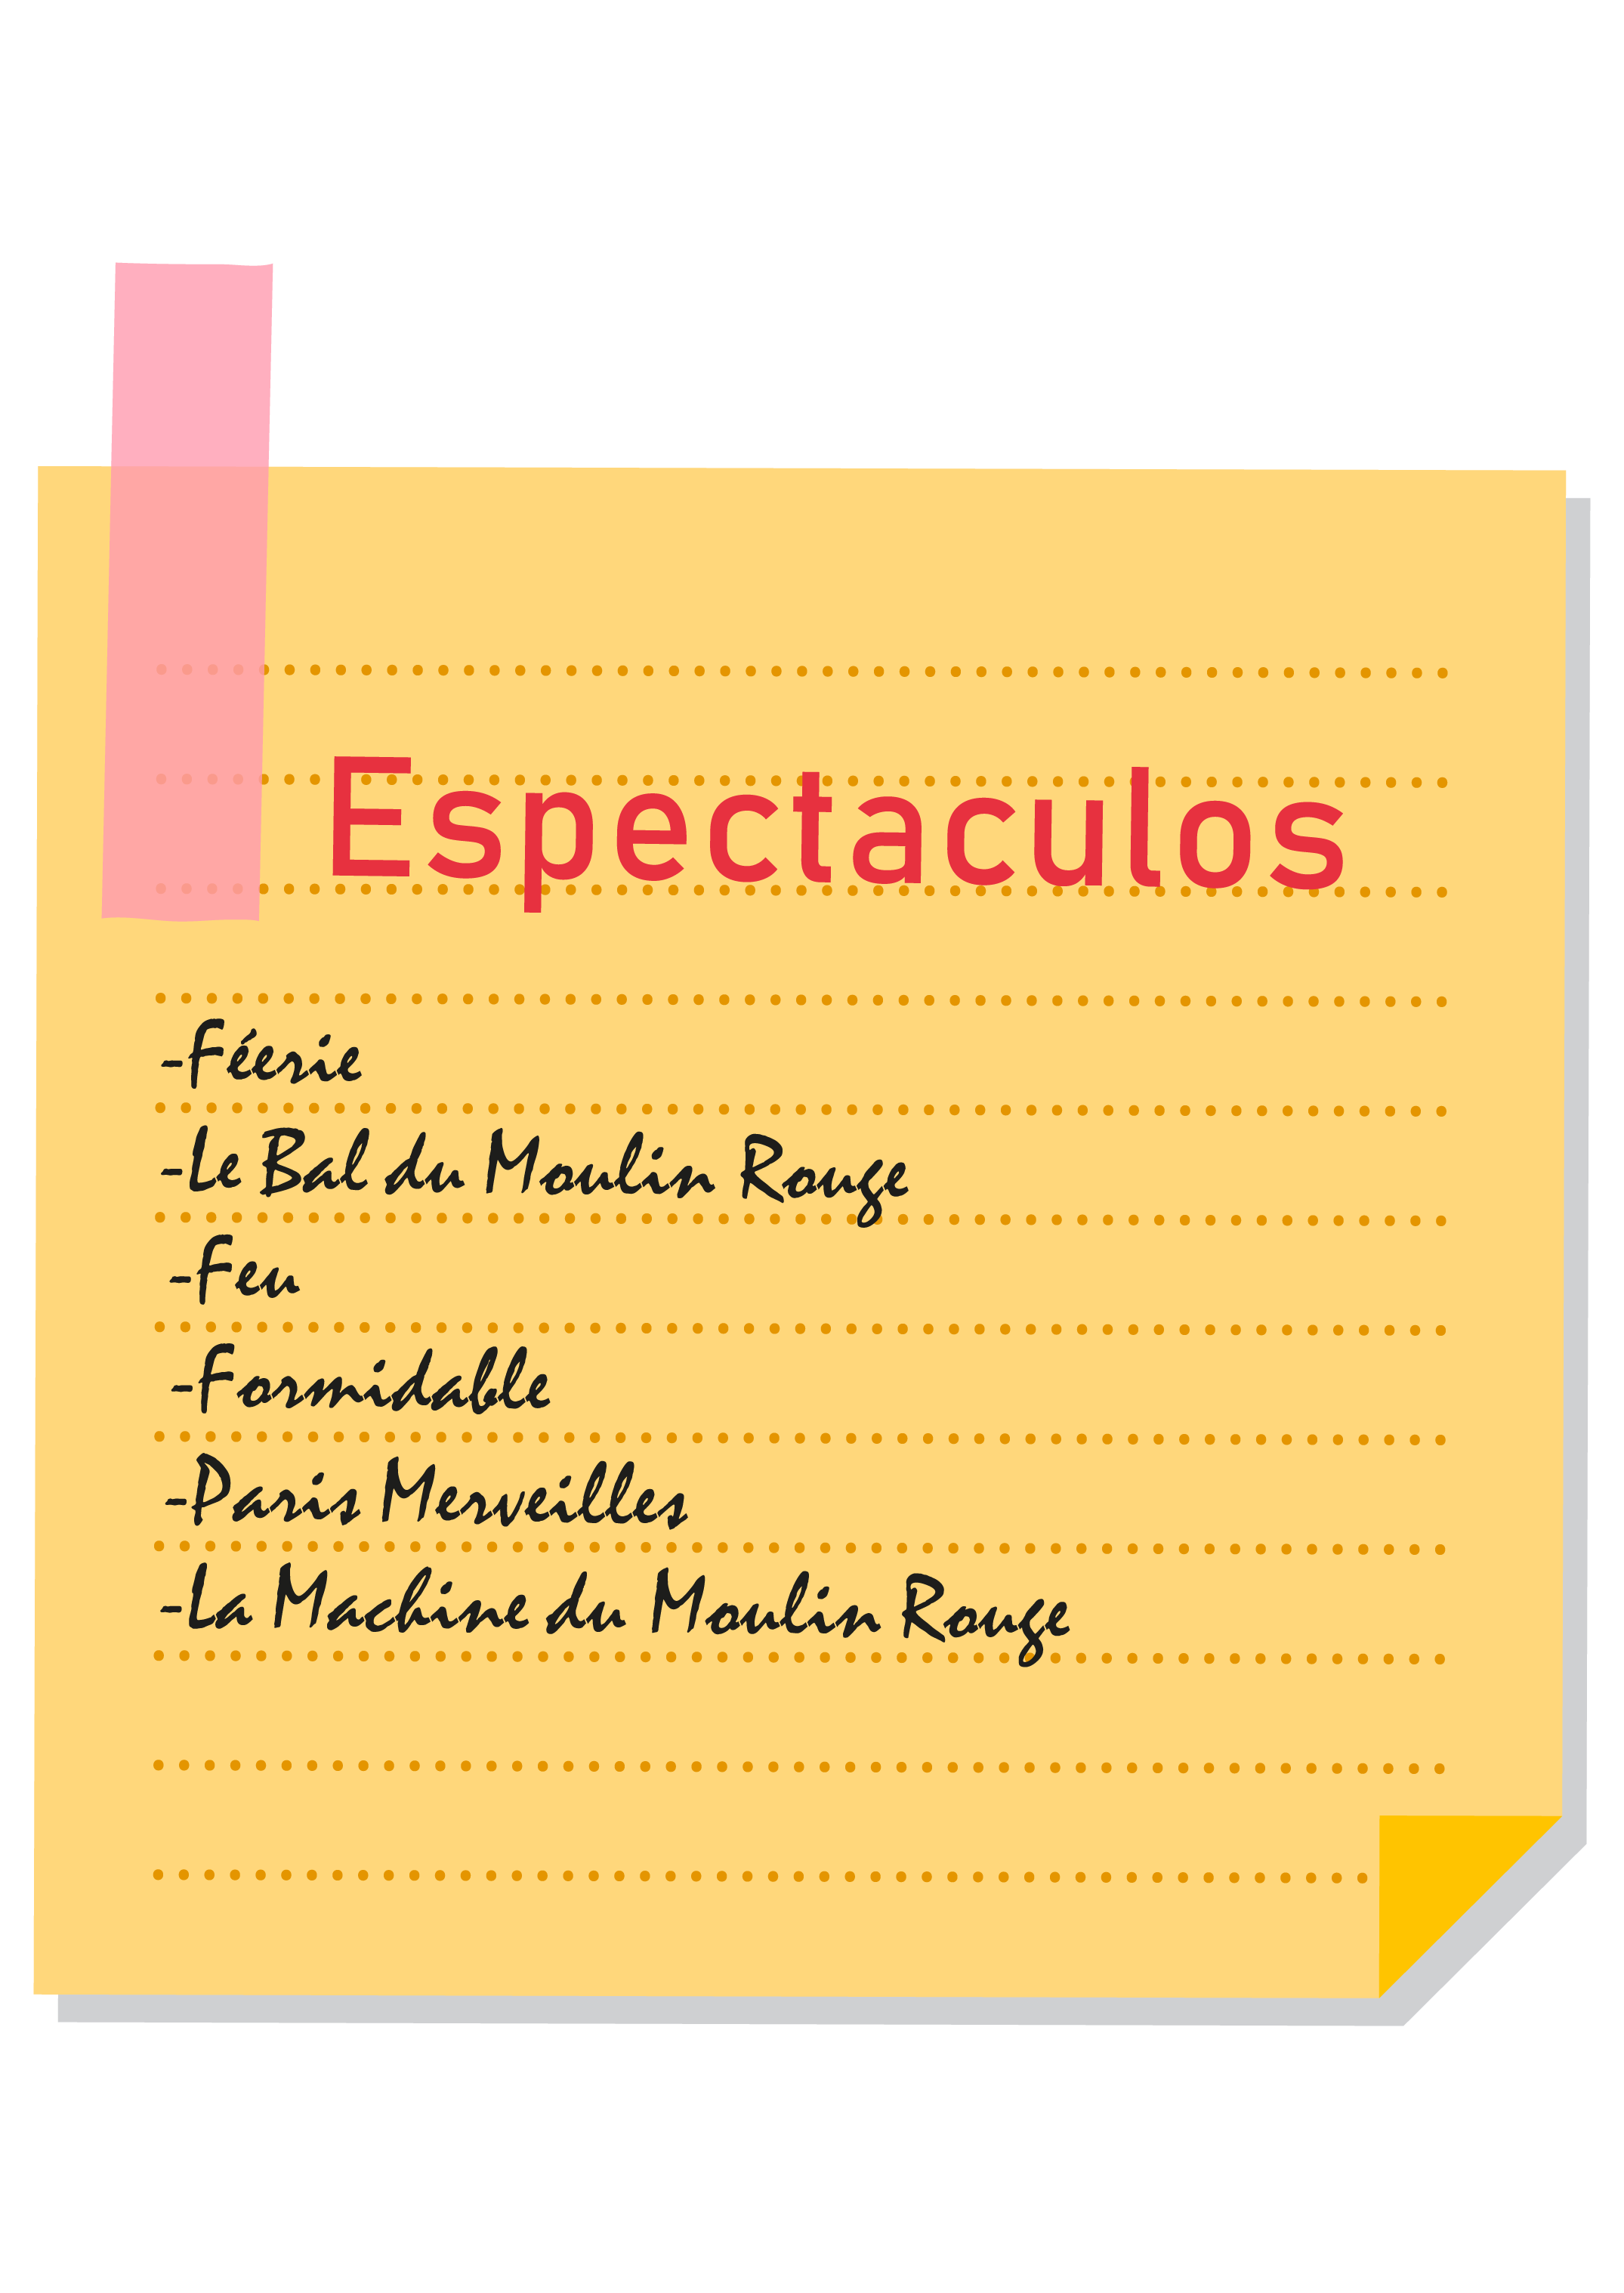 Espectaculos
-Féerie
-Le Bal du Moulin Rouge
-Feu
-Formidable
-Paris Merveilles
-La Machine du Moulin Rouge